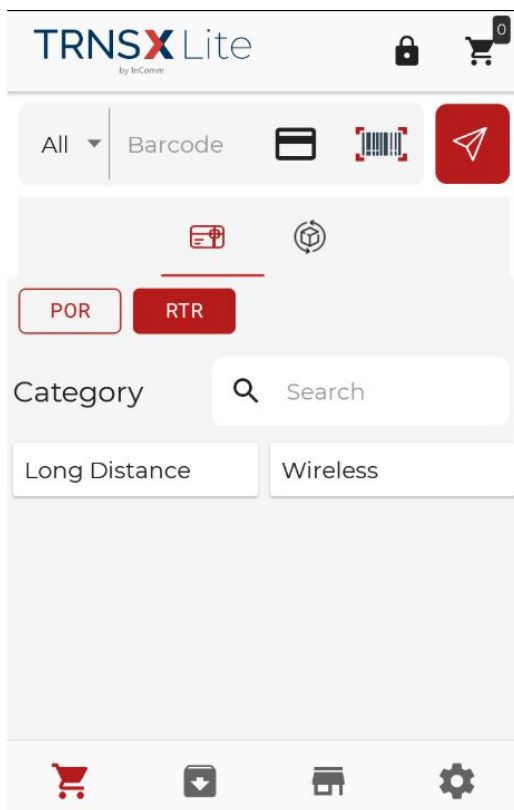 TRNSX Lite
by InComm
0
All
Barcode
POR
RTR
Category
Search
Long Distance
Wireless